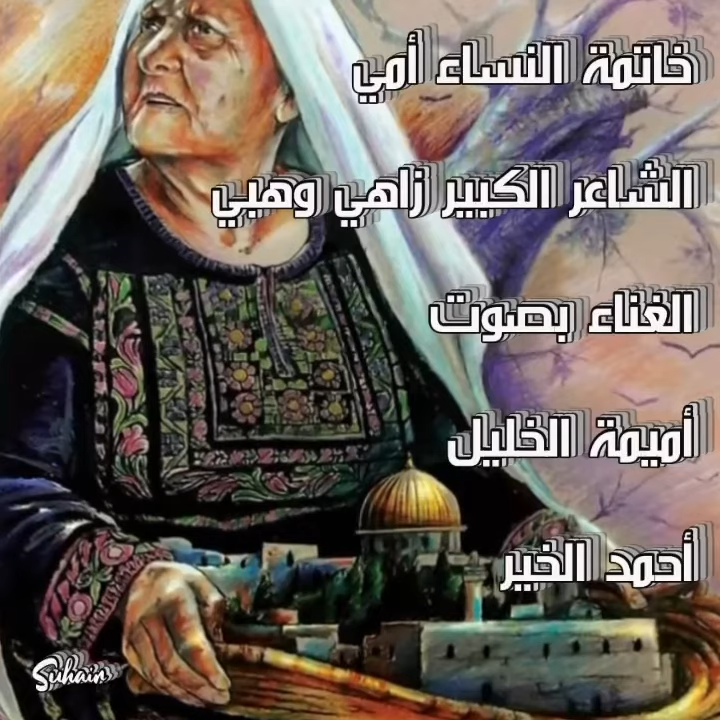 خاتمة النساء أمي
الشاعر الكبير زاهي وهبي
الغناء بصوت
أميمة الخليل
أحمد الخير
Suhain